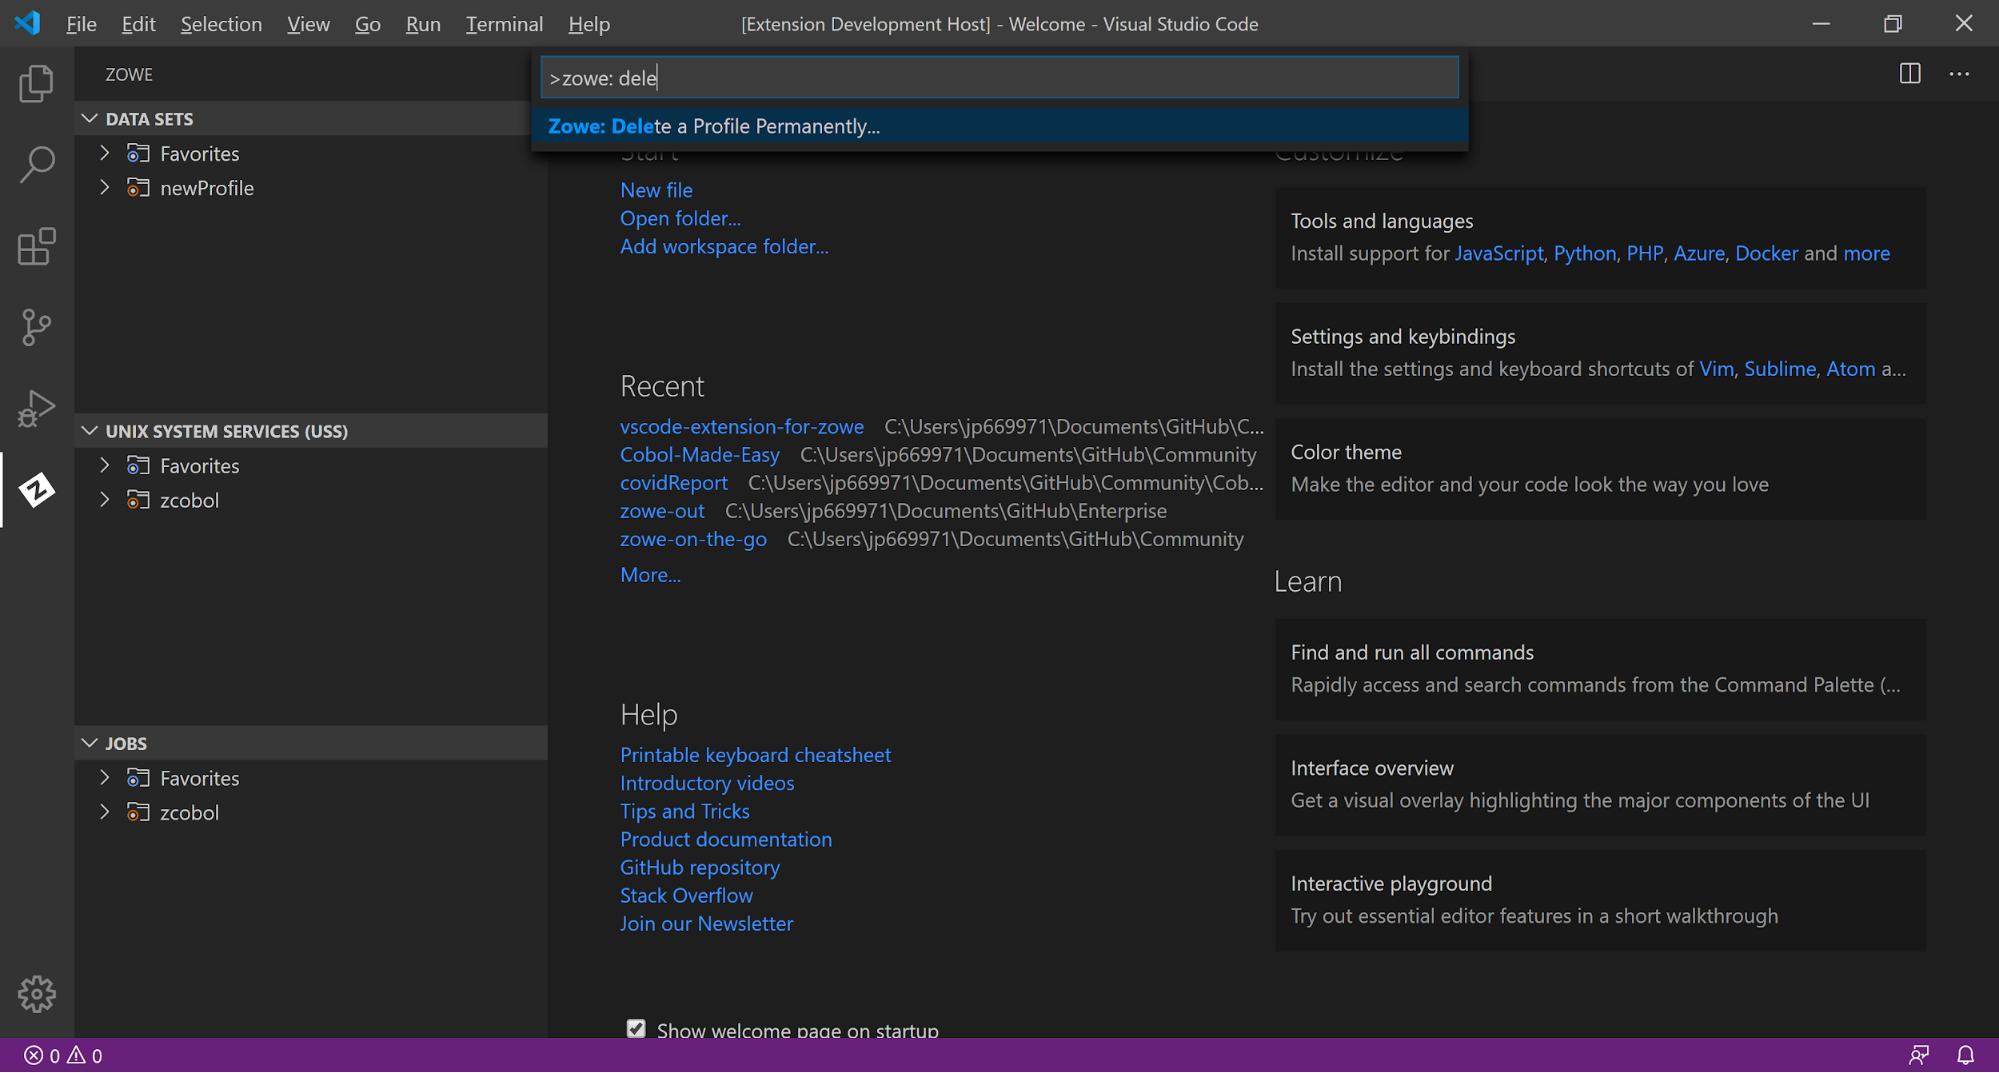 File Edit Selection View Go Run Terminal Help [Extension Development Host] - Welcome - Visual Studio Code
ZOWE
DATA SETS
Favorites
newProfile
UNIX SYSTEM SERVICES (USS)
Favorites
zcobol
JOBS
Favorites
zcobol
>zowe: dele
Zowe: Delete a Profile Permanently...
Start
New file
Open folder...
Add workspace folder...
Recent
vscode-extension-for-zowe C:\Users\jp669971\Documents\GitHub\C...
Cobol-Made-Easy C:\Users\jp669971\Documents\GitHub\Community
covidReport C:\Users\jp669971\Documents\GitHub\Community\Cob...
zowe-out C:\Users\jp669971\Documents\GitHub\Enterprise
zowe-on-the-go C:\Users\jp669971\Documents\GitHub\Community
More...
Help
Printable keyboard cheatsheet
Introductory videos
Tips and Tricks
Product documentation
GitHub repository
Stack Overflow
Join our Newsletter
Show welcome page on startup
Customize
Tools and languages
Install support for JavaScript, Python, PHP, Azure, Docker and more
Settings and keybindings
Install the settings and keyboard shortcuts of Vim, Sublime, Atom a...
Color theme
Make the editor and your code look the way you love
Learn
Find and run all commands
Rapidly access and search commands from the Command Palette (...
Interface overview
Get a visual overlay highlighting the major components of the UI
Interactive playground
Try out essential editor features in a short walkthrough
0 0